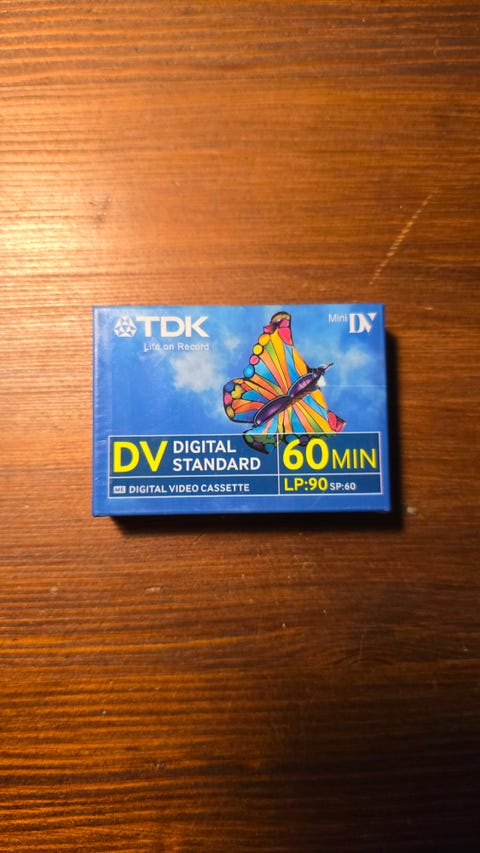 TDK
Life on Record
Mini DV
DV DIGITAL STANDARD
60MIN
ME DIGITAL VIDEO CASSETTE
LP:90 SP:60